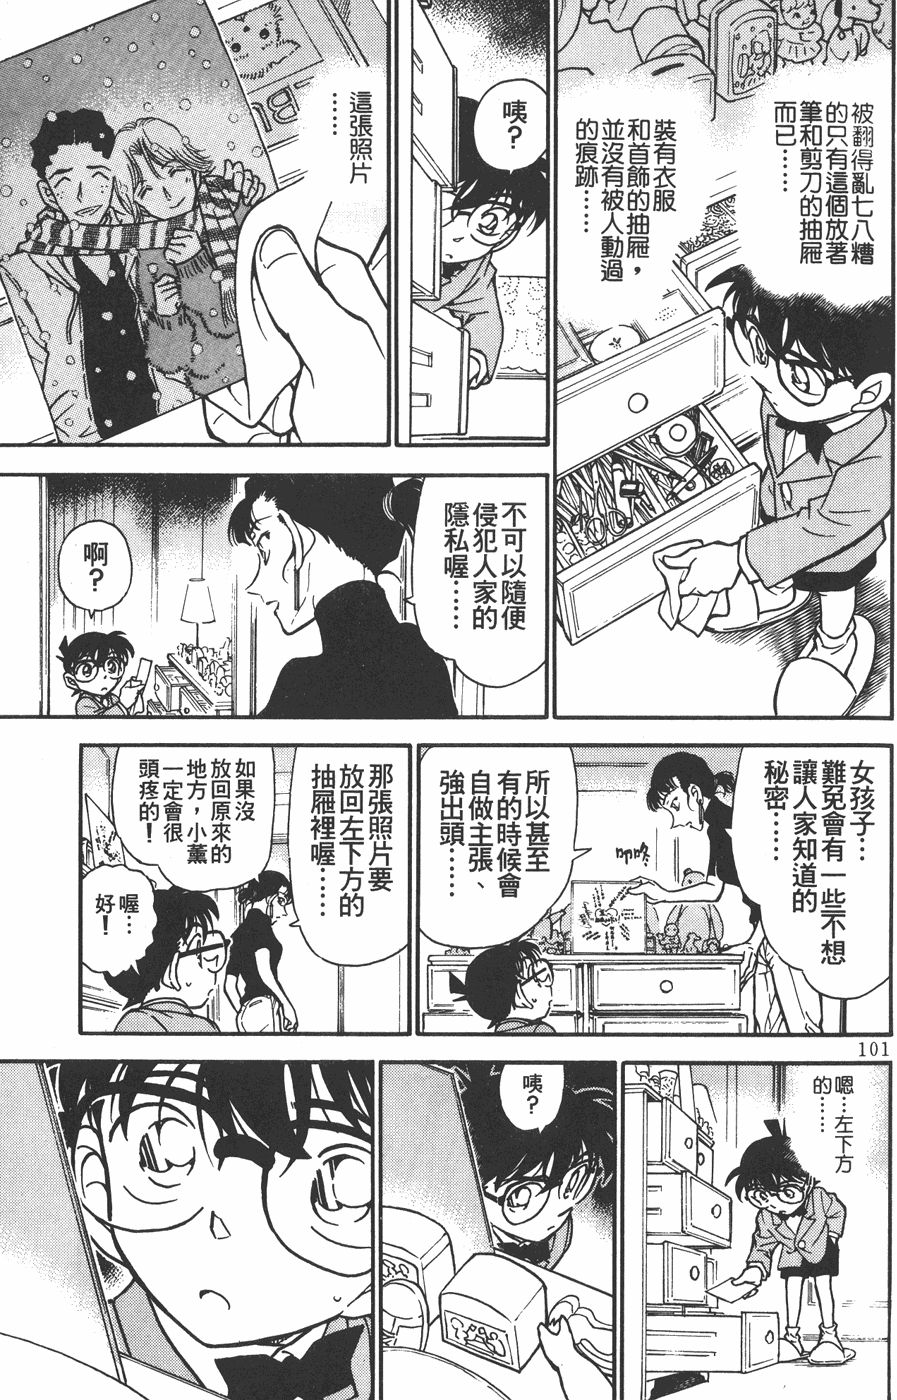 被翻得亂七八糟
的只有這個放著
筆和剪刀的抽屜
而已……
裝有衣服
和首飾的抽屜，
並沒有被人動過
的痕跡……
咦？
這張照片
……
不可以隨便
侵犯人家的
隱私喔……
啊？
女孩子…
難免會有一些不想
讓人家知道的
秘密……
所以甚至
有的時候會
自做主張、
強出頭……
叩咚
那張照片要
放回左下方的
抽屜裡喔……
如果沒
放回原來的
地方，小薰
一定會很
頭疼的！
喔…
好！
101
嗯…左下方
的……
咦？